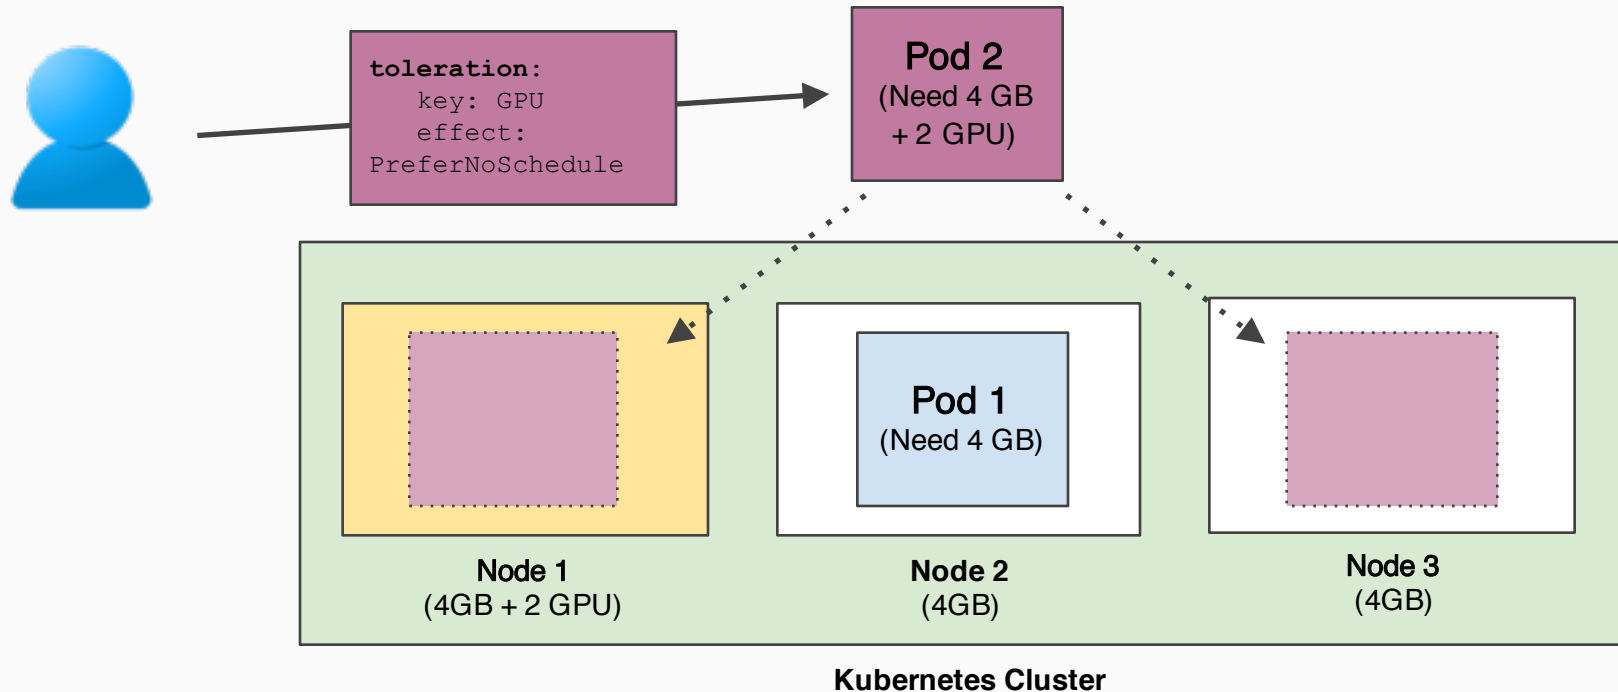 toleration:
key: GPU
effect:
PreferNoSchedule
Pod 2
(Need 4 GB
+ 2 GPU)
Pod 1
(Need 4 GB)
Node 1
(4GB + 2 GPU)
Node 2
(4GB)
Node 3
(4GB)
Kubernetes Cluster